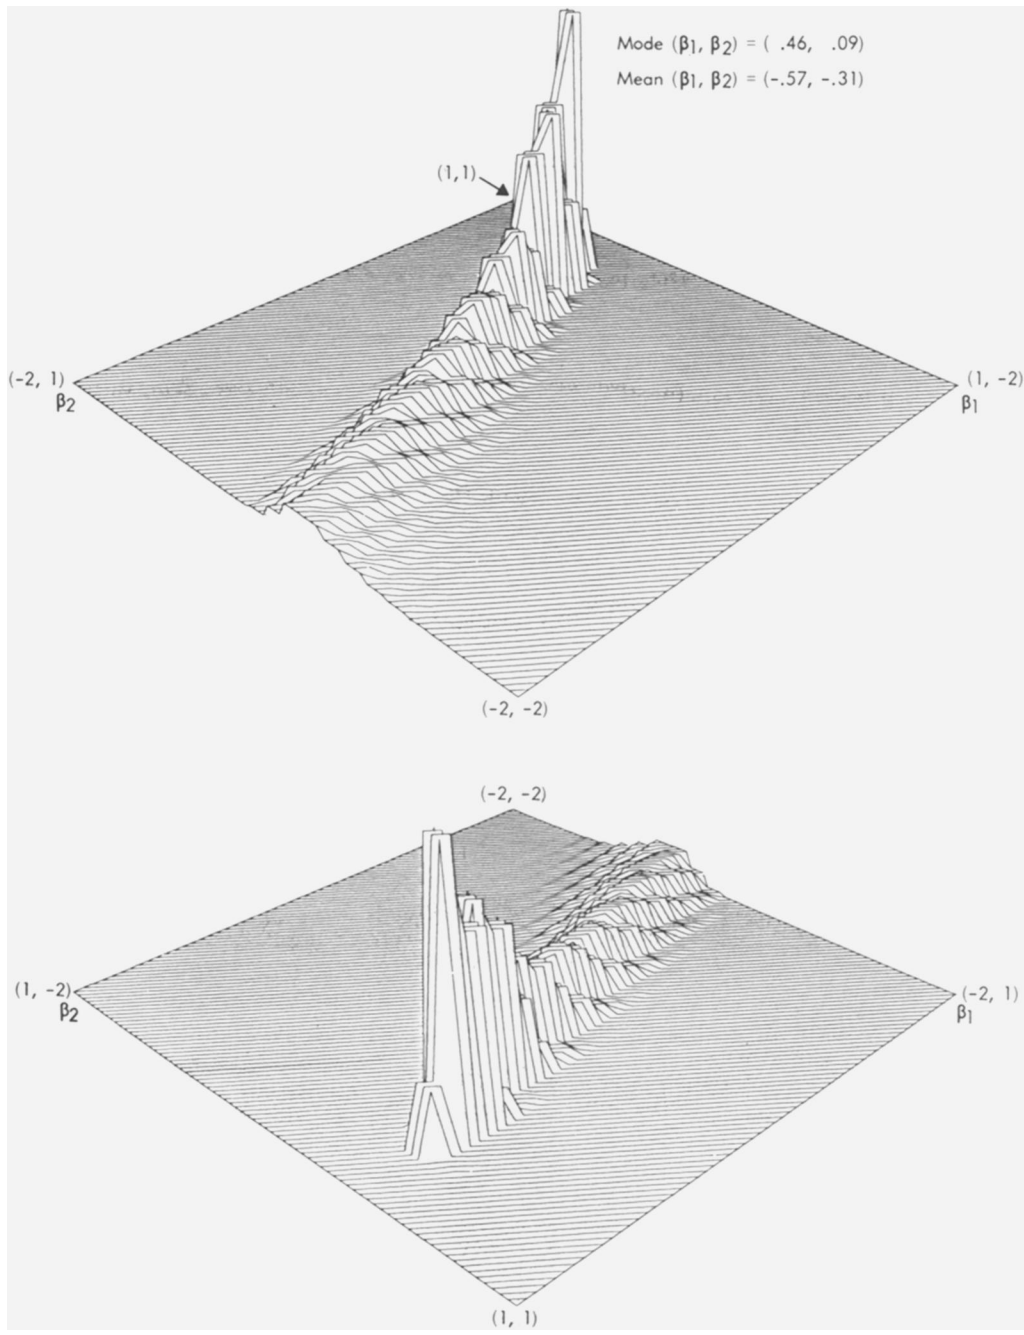 Mode (β1, β2) = ( .46, .09)
Mean (β1, β2) = (-.57, -.31)
(1,1)
(-2, 1)
β2
(1, -2)
β1
(-2, -2)
(-2, -2)
(1, -2)
β2
(-2, 1)
β1
(1, 1)